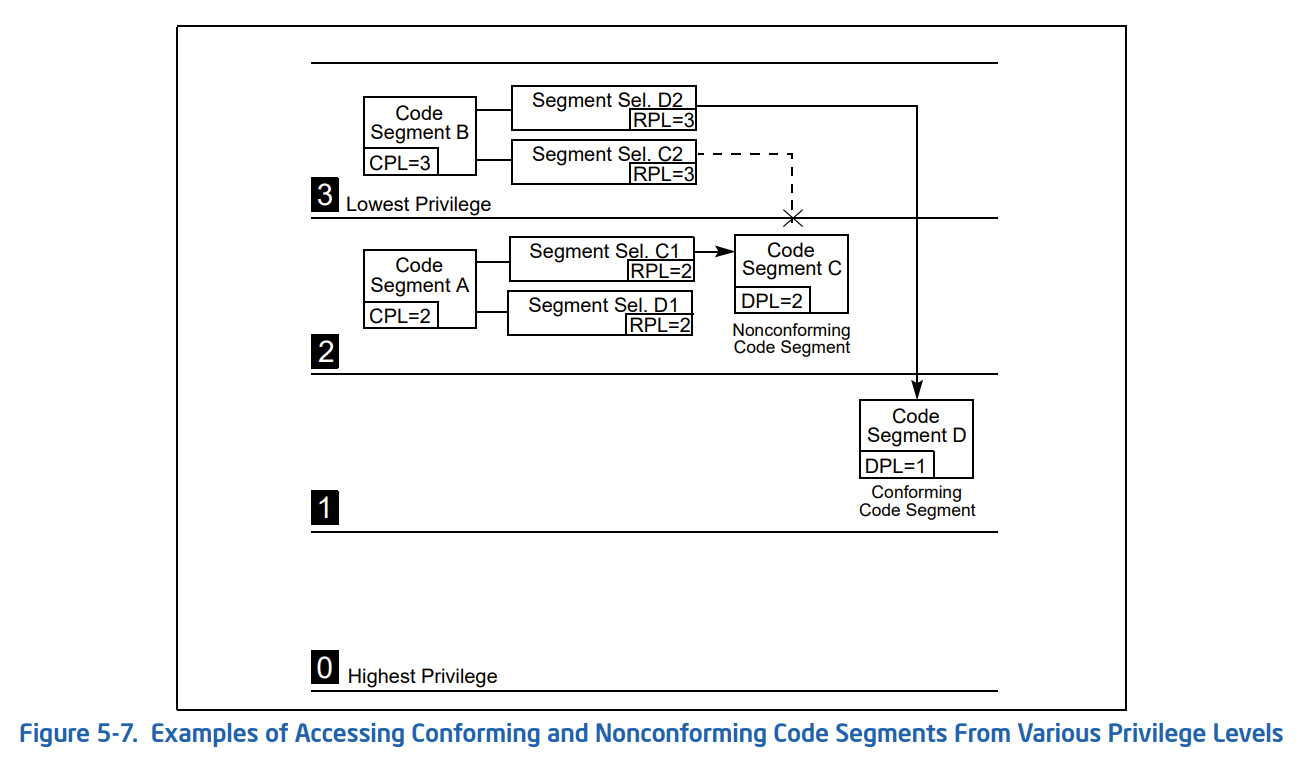 Code
Segment B
CPL=3
Segment Sel. D2
RPL=3
Segment Sel. C2
RPL=3
3 Lowest Privilege
Code
Segment A
CPL=2
Segment Sel. C1
RPL=2
Segment Sel. D1
RPL=2
Code
Segment C
DPL=2
Nonconforming
Code Segment
2
Code
Segment D
DPL=1
Conforming
Code Segment
1
0 Highest Privilege
Figure 5-7. Examples of Accessing Conforming and Nonconforming Code Segments From Various Privilege Levels